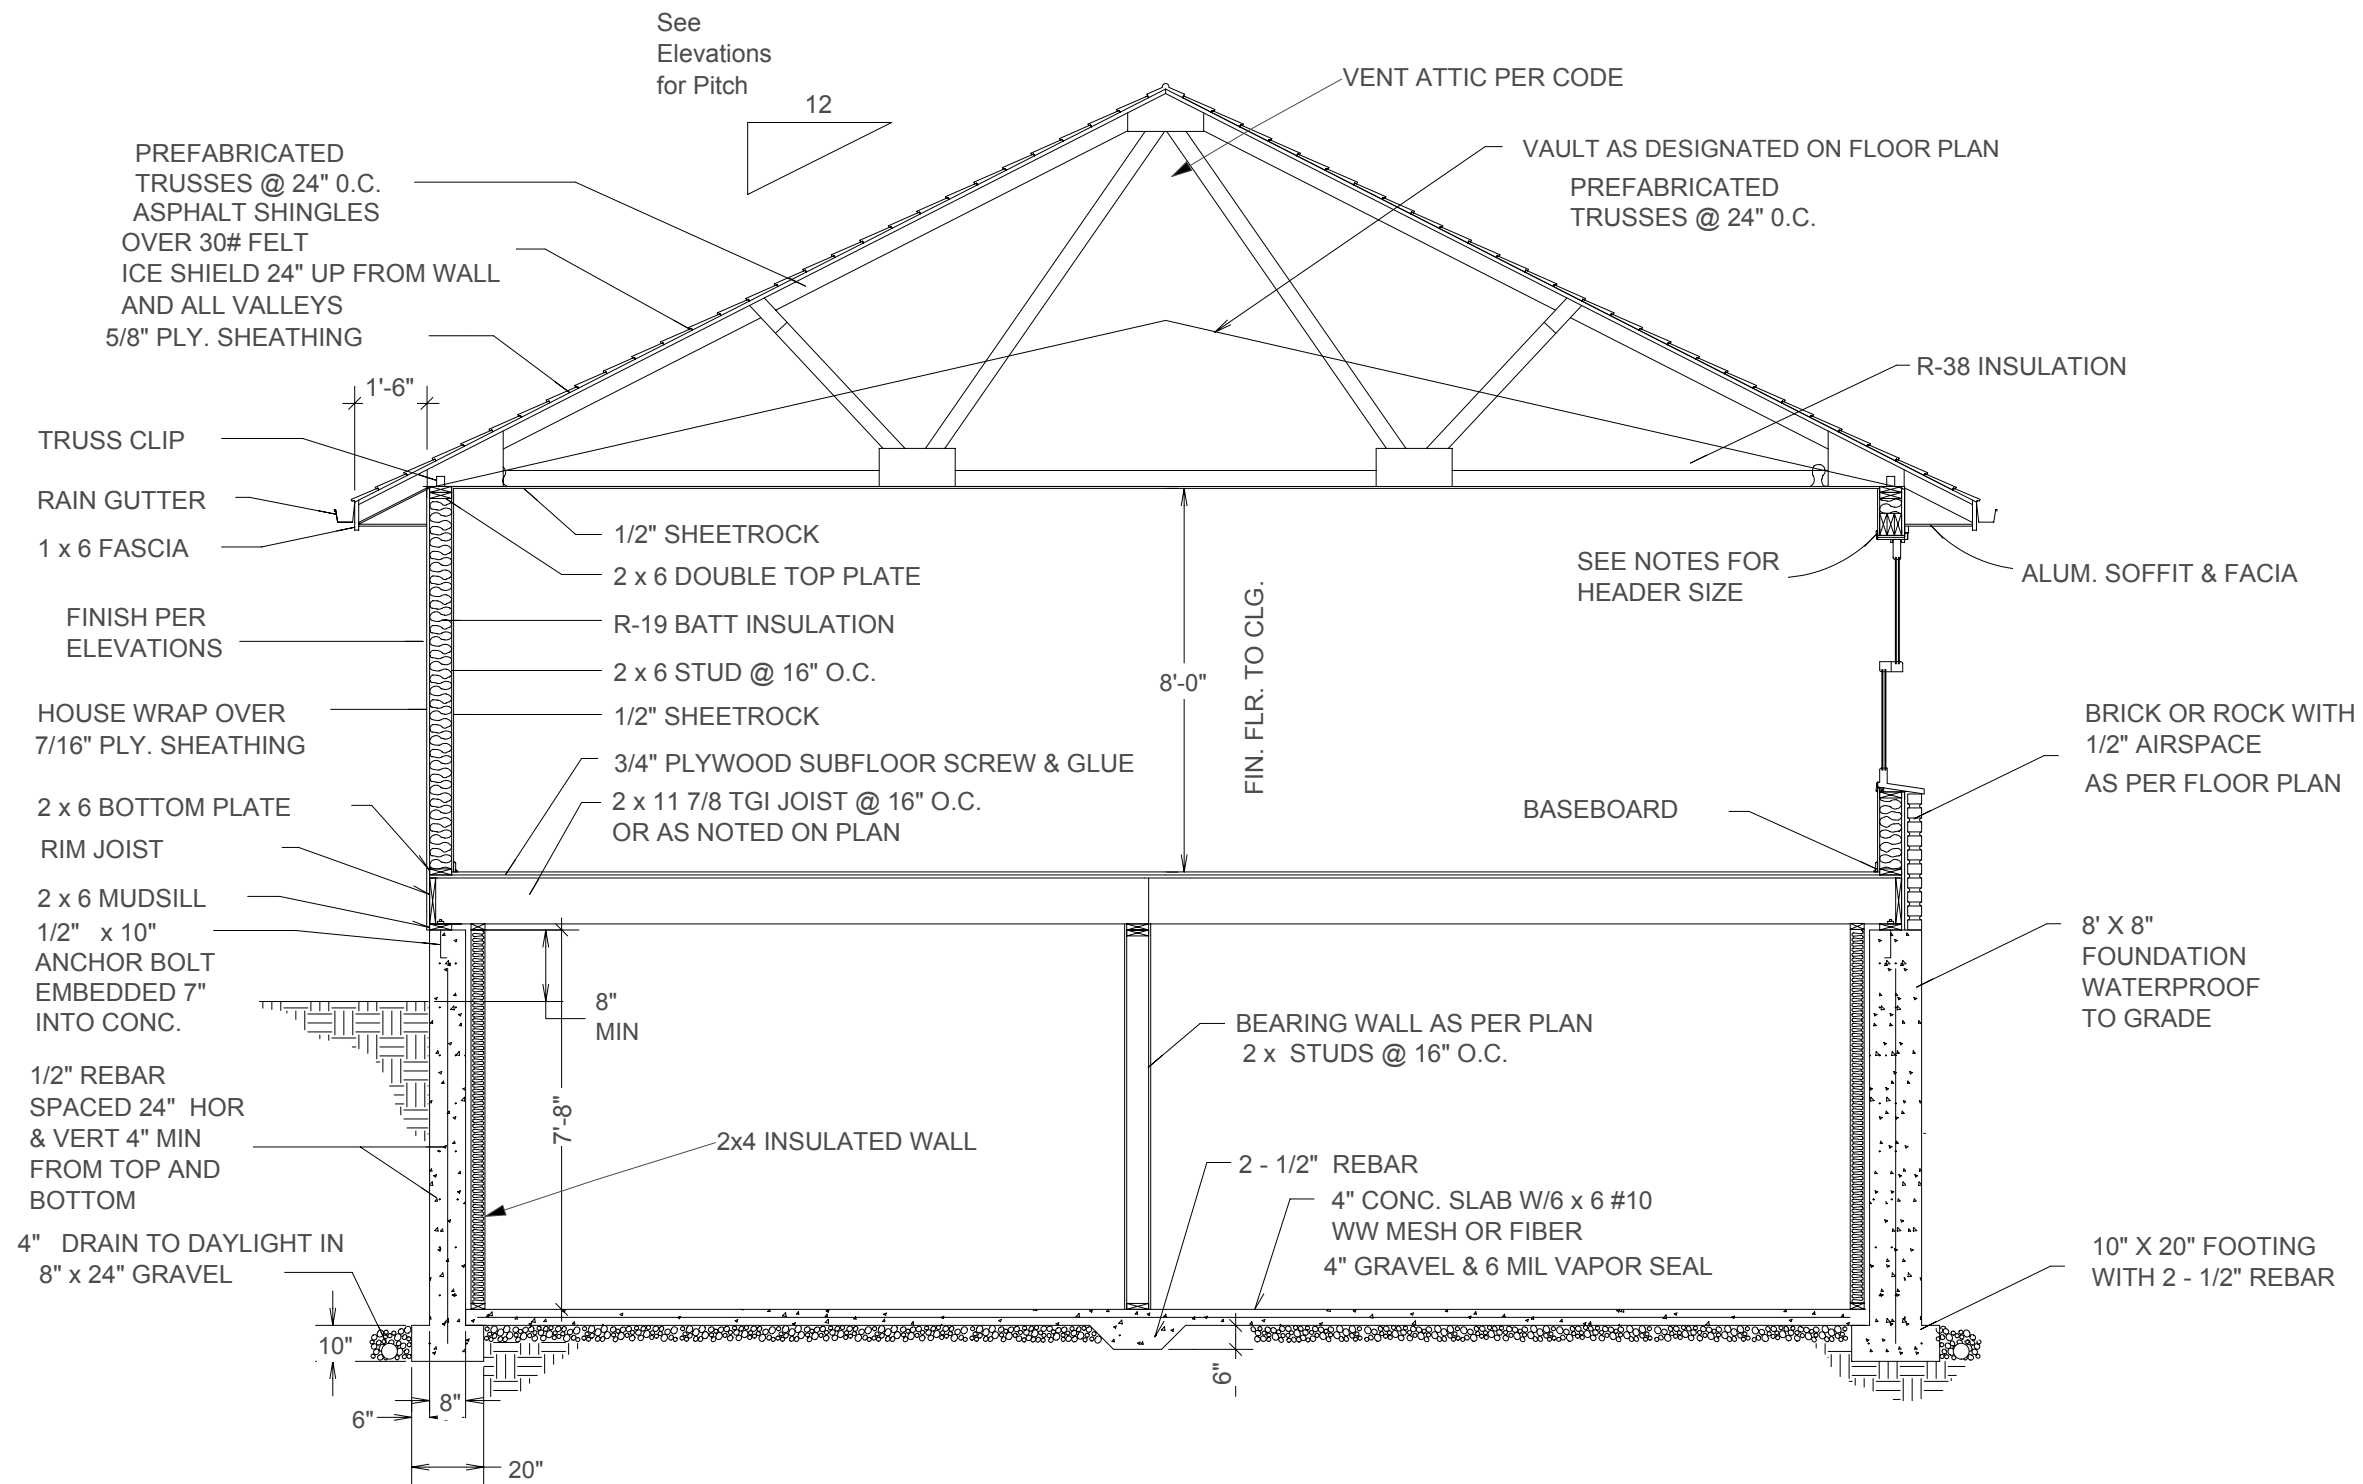 See
Elevations
for Pitch
12
VENT ATTIC PER CODE
VAULT AS DESIGNATED ON FLOOR PLAN
PREFABRICATED
TRUSSES @ 24" 0.C.
PREFABRICATED
TRUSSES @ 24" 0.C.
ASPHALT SHINGLES
OVER 30# FELT
ICE SHIELD 24" UP FROM WALL
AND ALL VALLEYS
5/8" PLY. SHEATHING
1'-6"
R-38 INSULATION
TRUSS CLIP
RAIN GUTTER
1 x 6 FASCIA
FINISH PER
ELEVATIONS
HOUSE WRAP OVER
7/16" PLY. SHEATHING
2 x 6 BOTTOM PLATE
RIM JOIST
2 x 6 MUDSILL
1/2" x 10"
ANCHOR BOLT
EMBEDDED 7"
INTO CONC.
1/2" REBAR
SPACED 24" HOR
& VERT 4" MIN
FROM TOP AND
BOTTOM
4" DRAIN TO DAYLIGHT IN
8" x 24" GRAVEL
1/2" SHEETROCK
2 x 6 DOUBLE TOP PLATE
R-19 BATT INSULATION
2 x 6 STUD @ 16" O.C.
1/2" SHEETROCK
3/4" PLYWOOD SUBFLOOR SCREW & GLUE
2 x 11 7/8 TGI JOIST @ 16" O.C.
OR AS NOTED ON PLAN
8'-0"
FIN. FLR. TO CLG.
SEE NOTES FOR
HEADER SIZE
ALUM. SOFFIT & FACIA
BRICK OR ROCK WITH
1/2" AIRSPACE
AS PER FLOOR PLAN
BASEBOARD
8' X 8"
FOUNDATION
WATERPROOF
TO GRADE
8"
MIN
7'-8"
BEARING WALL AS PER PLAN
2 x STUDS @ 16" O.C.
2x4 INSULATED WALL
2 - 1/2" REBAR
4" CONC. SLAB W/6 x 6 #10
WW MESH OR FIBER
4" GRAVEL & 6 MIL VAPOR SEAL
10" X 20" FOOTING
WITH 2 - 1/2" REBAR
10"
6"
8"
6"
20"